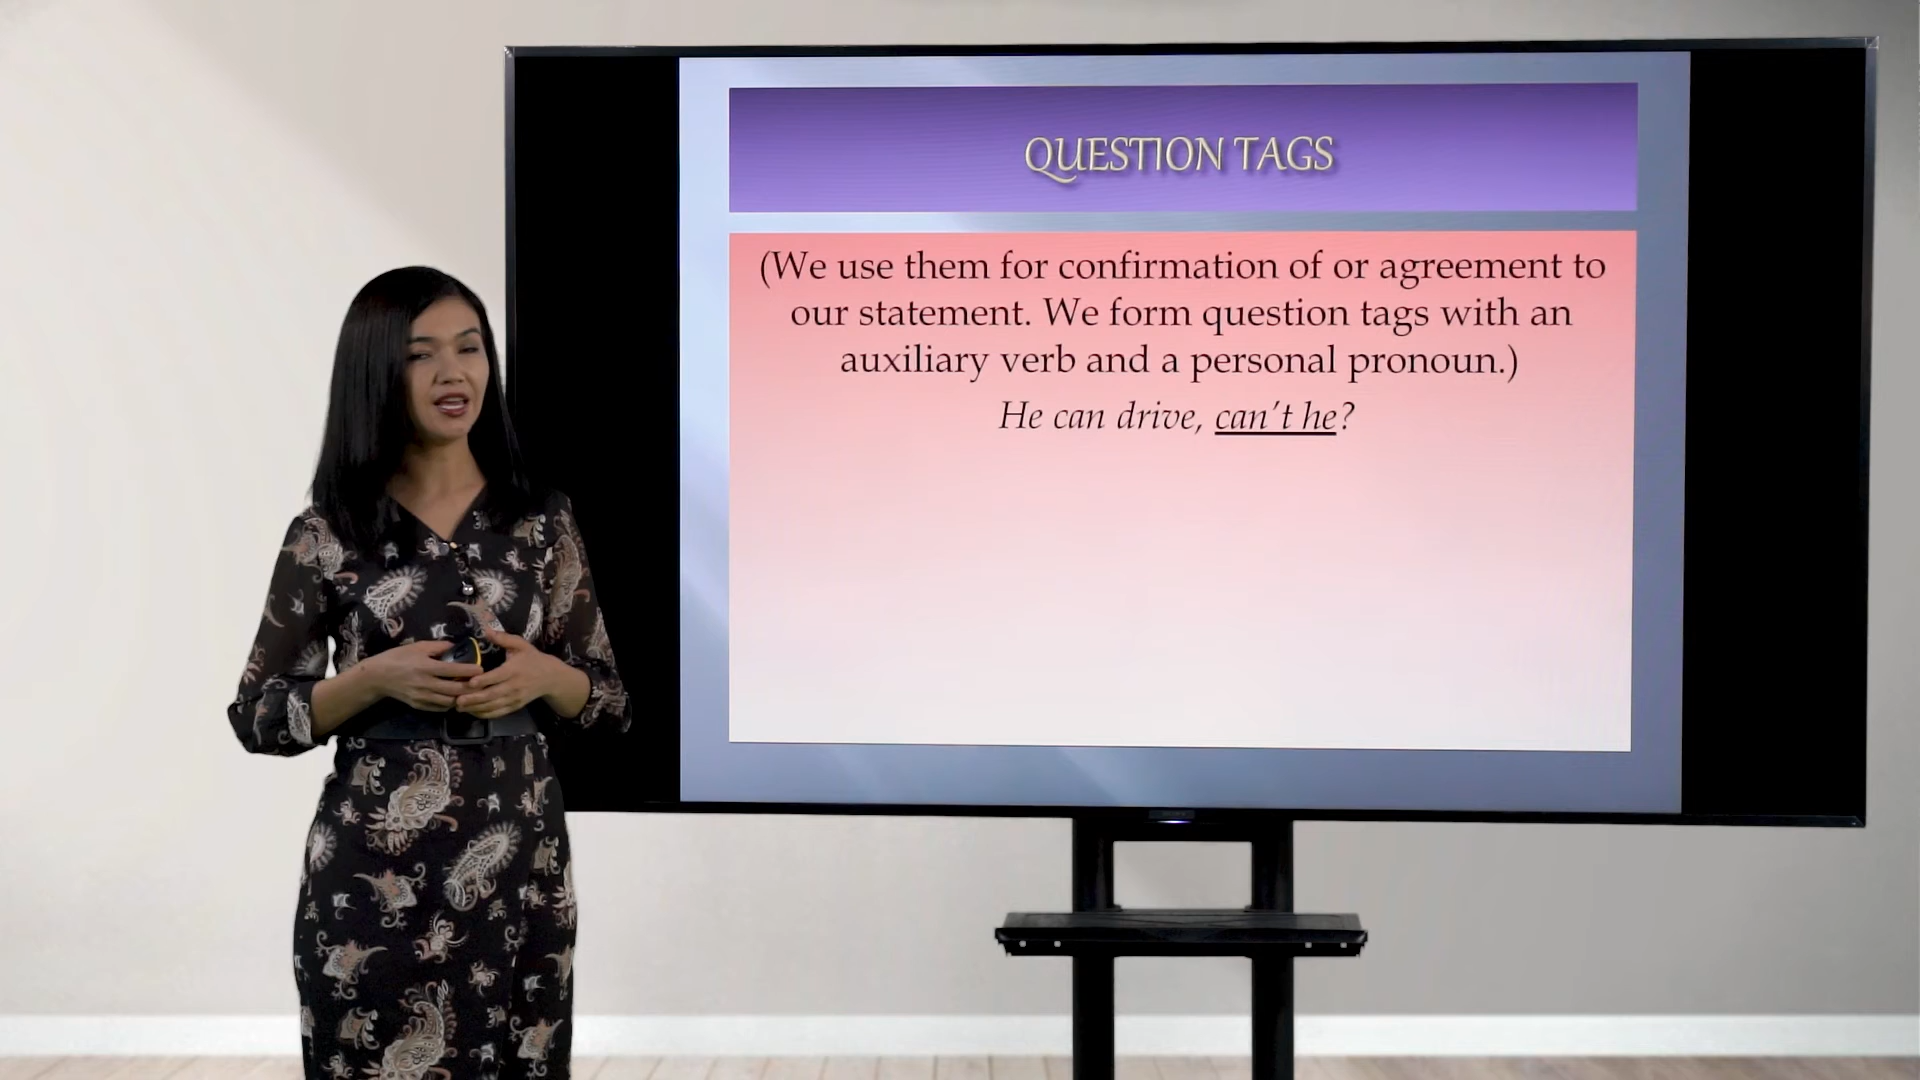 QUESTION TAGS
(We use them for confirmation of or agreement to
our statement. We form question tags with an
auxiliary verb and a personal pronoun.)
He can drive, can't he?